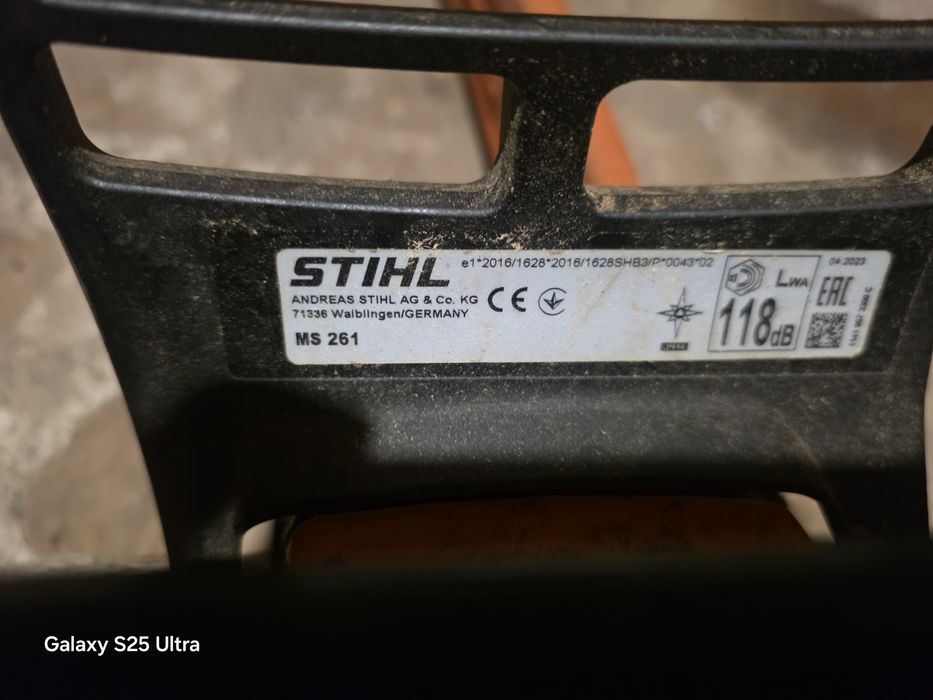 STIHL
e1*2016/1628*2016/1628SHB3/P*0043*02
04.2023
ANDREAS STIHL AG & Co. KG
71336 Waiblingen/GERMANY
CE
MS 261
LWA
118dB
EAC
Galaxy S25 Ultra